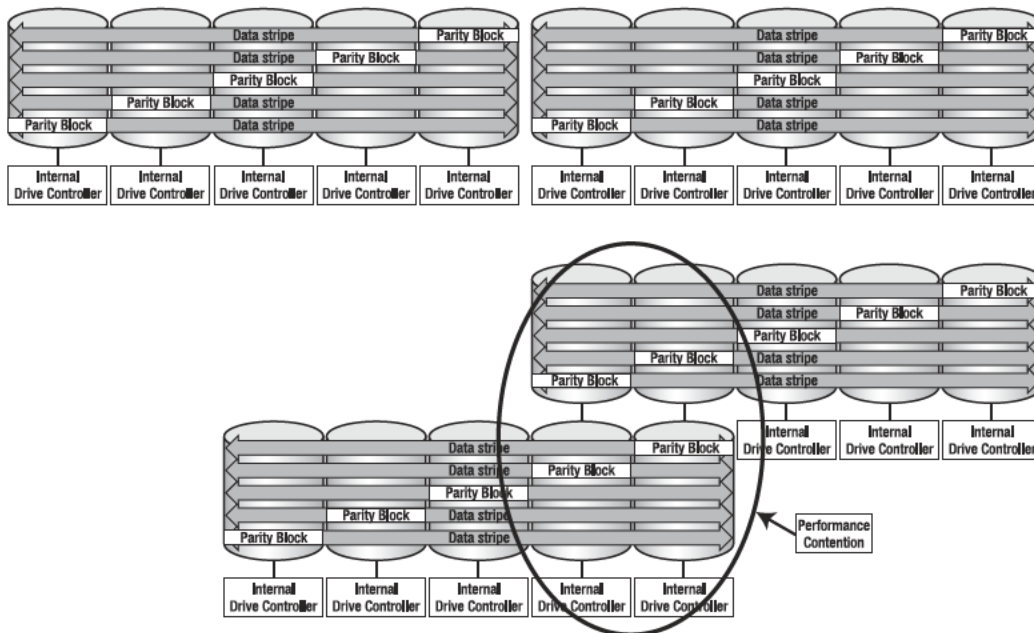 Data stripe Parity Block Data stripe Parity Block
Data stripe Parity Block Data stripe Parity Block
Parity Block Parity Block
Parity Block Data stripe Parity Block Data stripe
Parity Block Data stripe Parity Block Data stripe
Internal Internal Internal Internal Internal Internal Internal Internal Internal Internal
Drive Controller Drive Controller Drive Controller Drive Controller Drive Controller Drive Controller Drive Controller Drive Controller Drive Controller Drive Controller
Data stripe Parity Block
Data stripe Parity Block
Parity Block
Parity Block Data stripe
Parity Block Data stripe
Internal Internal Internal
Drive Controller Drive Controller Drive Controller
Data stripe Parity Block
Data stripe Parity Block
Parity Block
Parity Block Data stripe
Parity Block Data stripe
Performance
Contention
Internal Internal Internal Internal Internal
Drive Controller Drive Controller Drive Controller Drive Controller Drive Controller